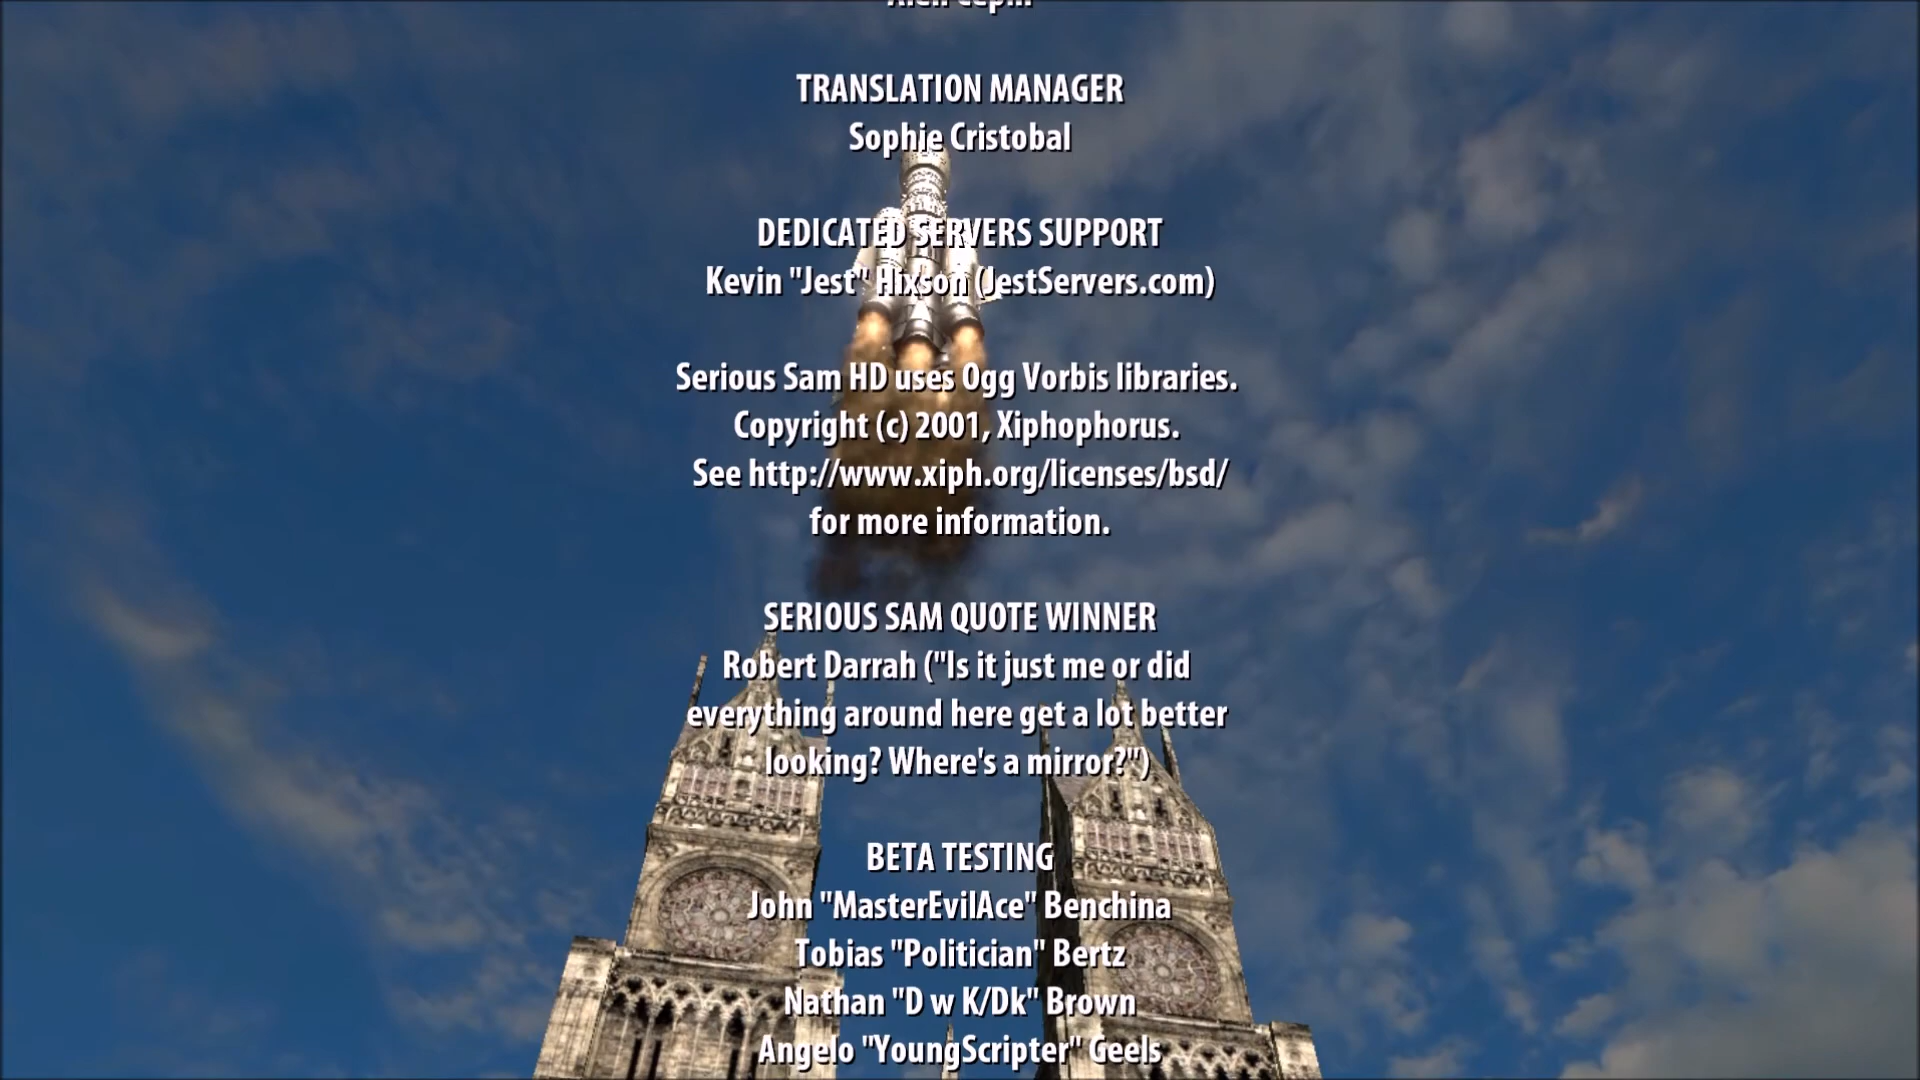 TRANSLATION MANAGER
Sophie Cristobal
DEDICATED SERVERS SUPPORT
Kevin "Jest" Hixson (JestServers.com)
Serious Sam HD uses Ogg Vorbis libraries.
Copyright (c) 2001, Xiphophorus.
See http://www.xiph.org/licenses/bsd/
for more information.
SERIOUS SAM QUOTE WINNER
Robert Darrah ("Is it just me or did
everything around here get a lot better
looking? Where's a mirror?")
BETA TESTING
John "MasterEvilAce" Benchina
Tobias "Politician" Bertz
Nathan "D w K/Dk" Brown
Angelo "YoungScripter" Geels